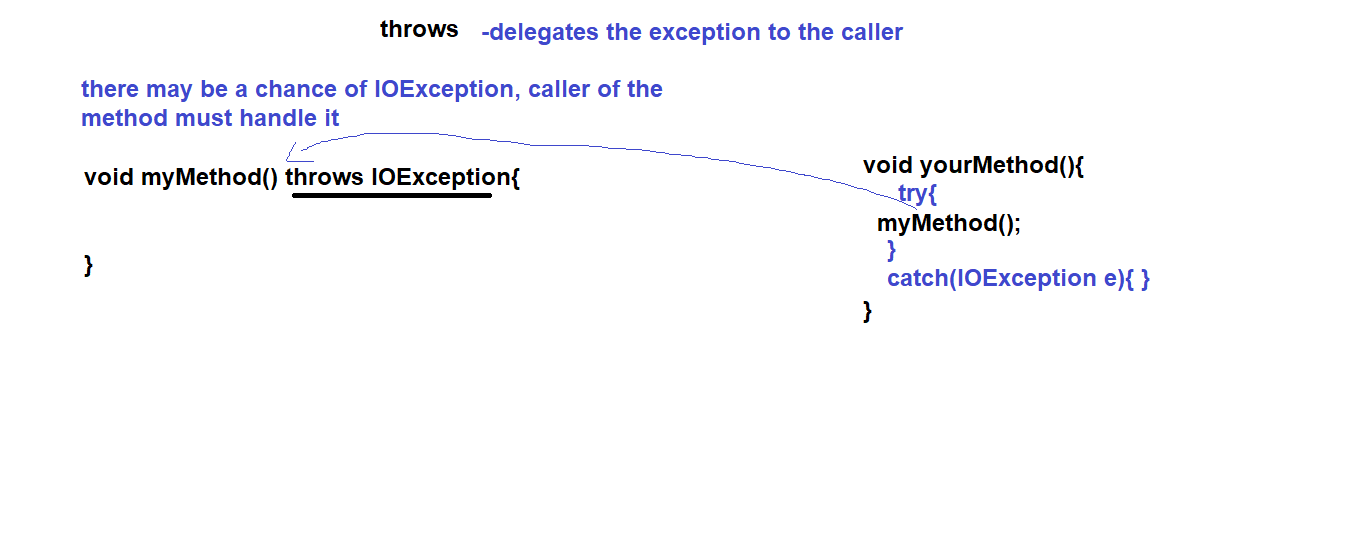 throws -delegates the exception to the caller
there may be a chance of IOException, caller of the
method must handle it
void myMethod() throws IOException{
}
void yourMethod(){
try{
myMethod();
}
catch(IOException e){ }
}